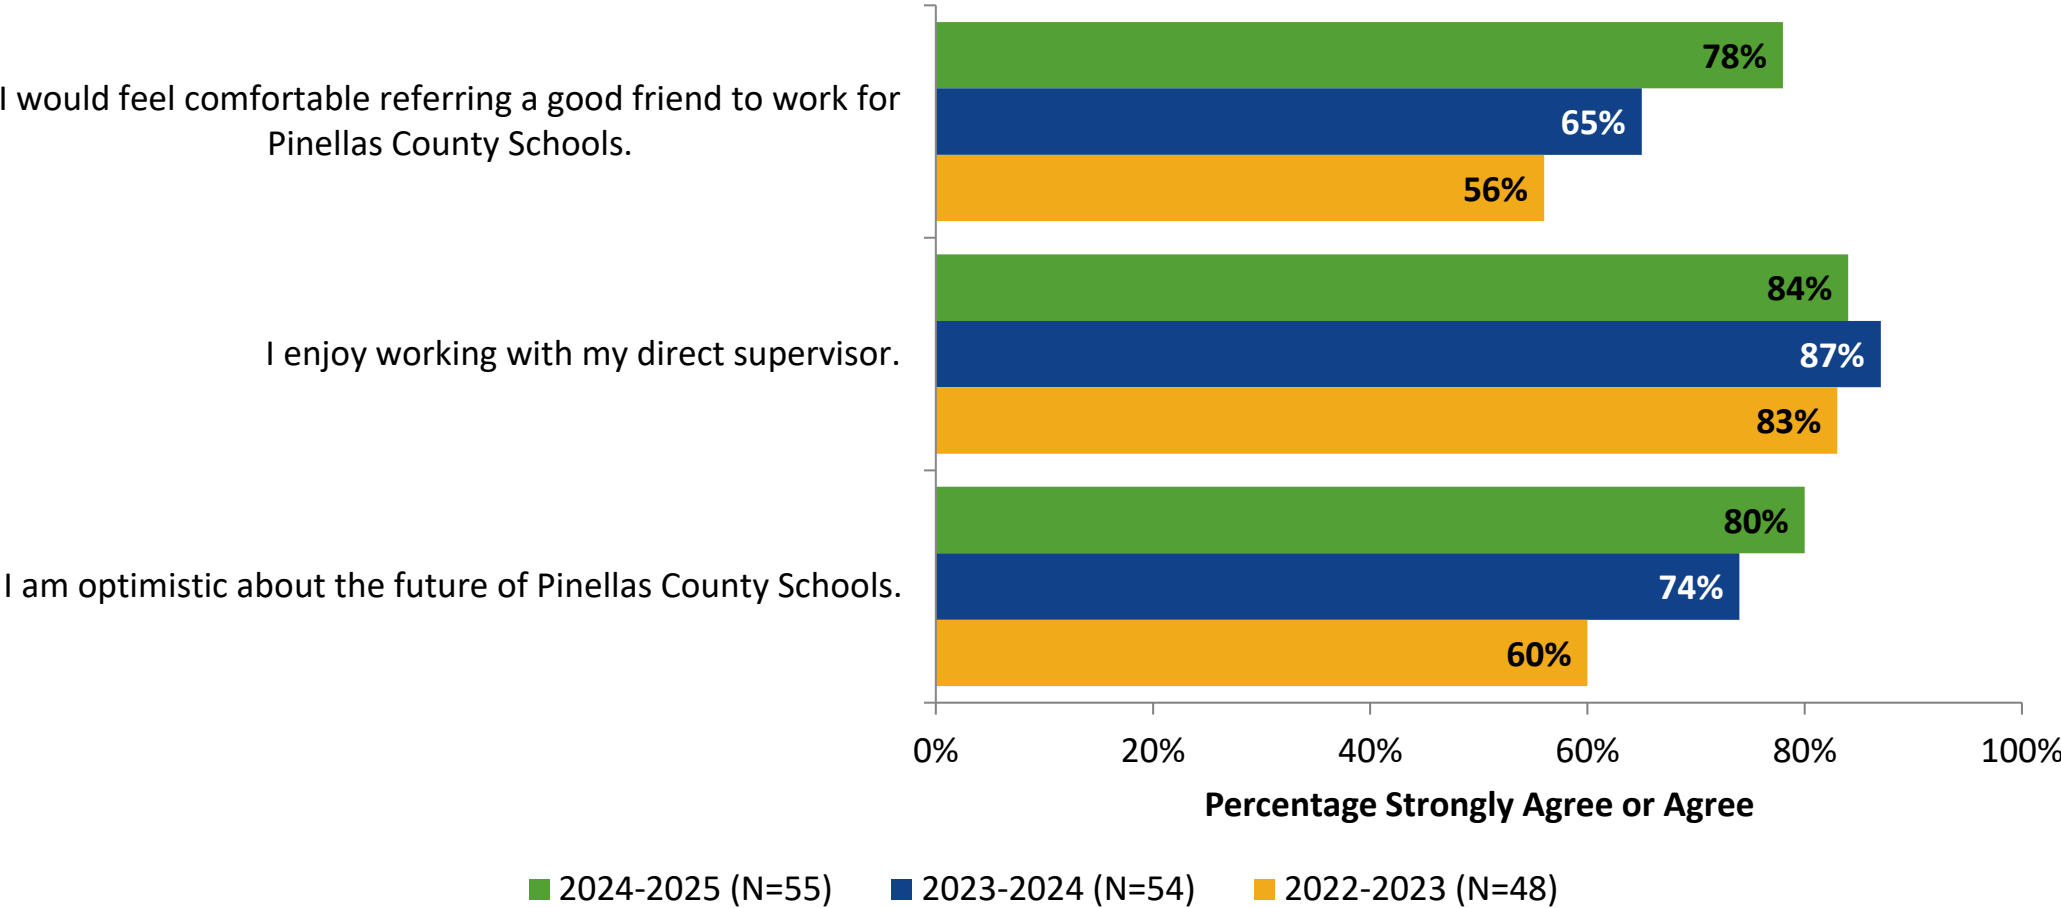 78%
I would feel comfortable referring a good friend to work for
Pinellas County Schools.
65%
56%
84%
I enjoy working with my direct supervisor.
87%
83%
80%
I am optimistic about the future of Pinellas County Schools.
74%
60%
0% 20% 40% 60% 80% 100%
Percentage Strongly Agree or Agree
2024-2025 (N=55) 2023-2024 (N=54) 2022-2023 (N=48)